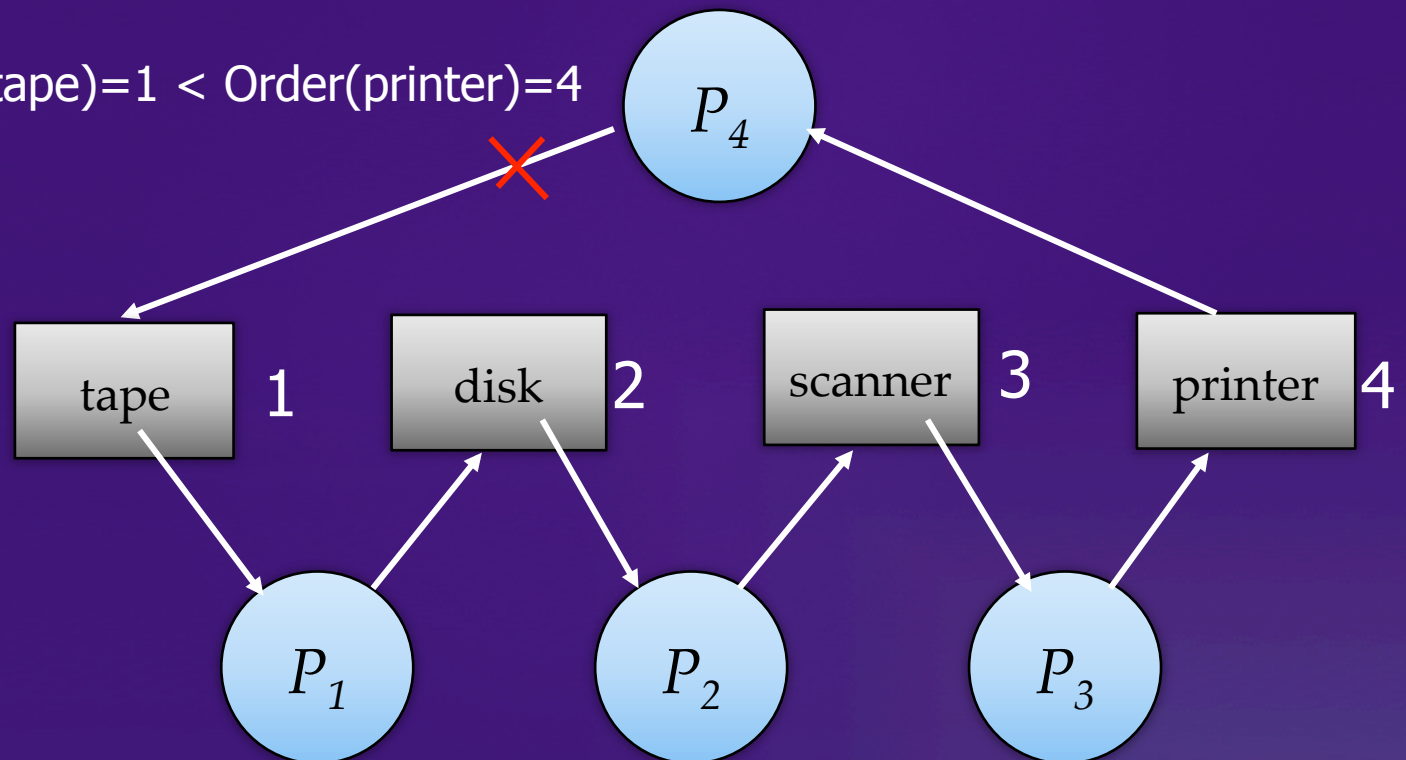 tape)=1 < Order(printer)=4
P4
tape 1 disk 2 scanner 3 printer 4
P1 P2 P3